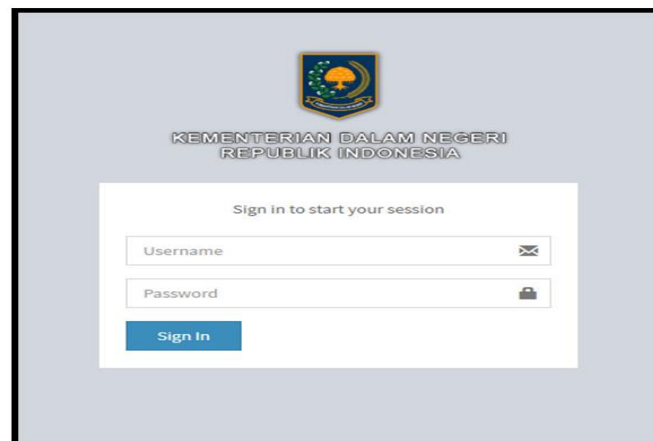 KEMENTERIAN DALAM NEGERI
REPUBLIK INDONESIA
Sign in to start your session
Username
Password
Sign In